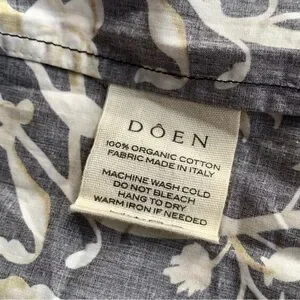 DÔEN
100% ORGANIC COTTON
FABRIC MADE IN ITALY
MACHINE WASH COLD
DO NOT BLEACH
HANG TO DRY
WARM IRON IF NEEDED